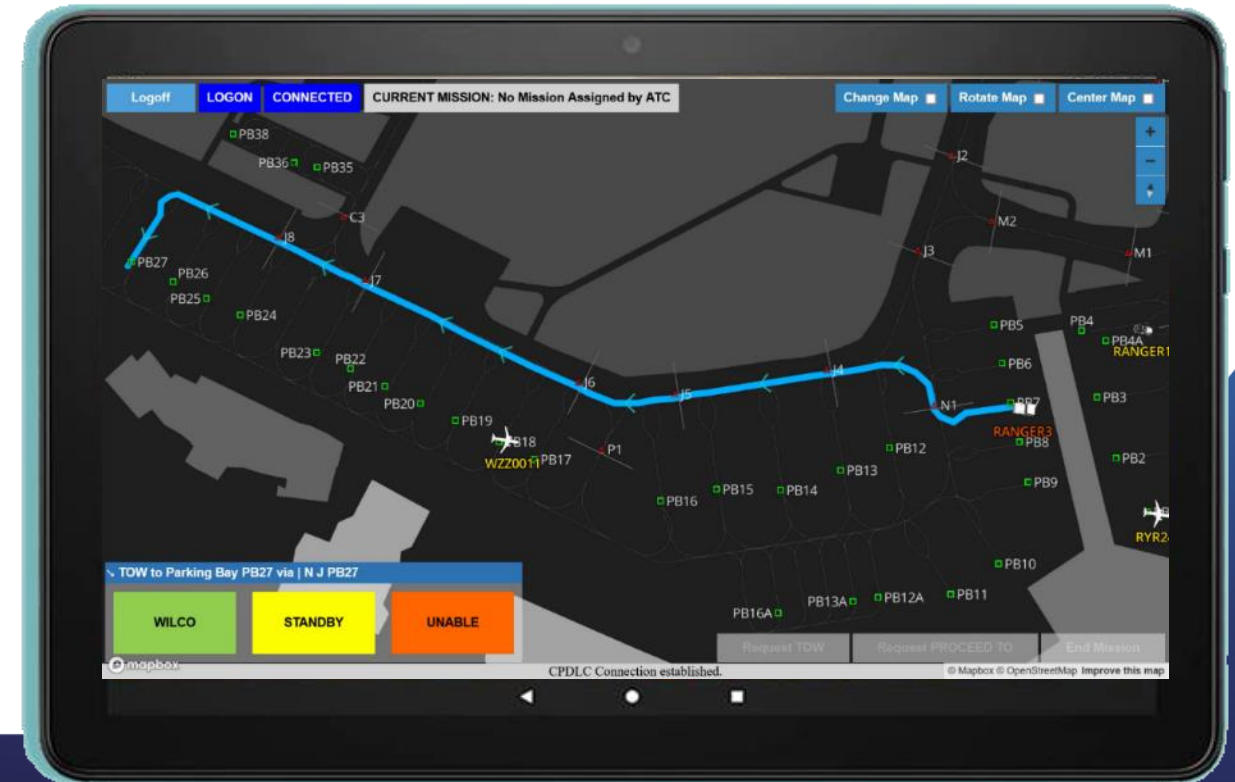 Logoff LOGON CONNECTED CURRENT MISSION: No Mission Assigned by ATC Change Map Rotate Map Center Map
+
−
PB38
PB36
PB35
J2
C3
M2
J8
J3
M1
PB27
PB26
J7
PB25
PB24
PB5
PB4
PB4A
RANGER1
PB23
PB22
PB6
J4
PB21
J6
J5
PB3
PB20
N1
PB7
PB19
RANGER3
PB18
PB8
P1
PB12
WZZ0011
PB17
PB2
PB13
PB9
PB16
PB15
PB14
RYR2
PB10
TOW to Parking Bay PB27 via | N J PB27
PB16A
PB13A
PB12A
PB11
WILCO STANDBY UNABLE
Request TOW Request PROCEED TO End Mission
mapbox
CPDLC Connection established.
© Mapbox © OpenStreetMap Improve this map